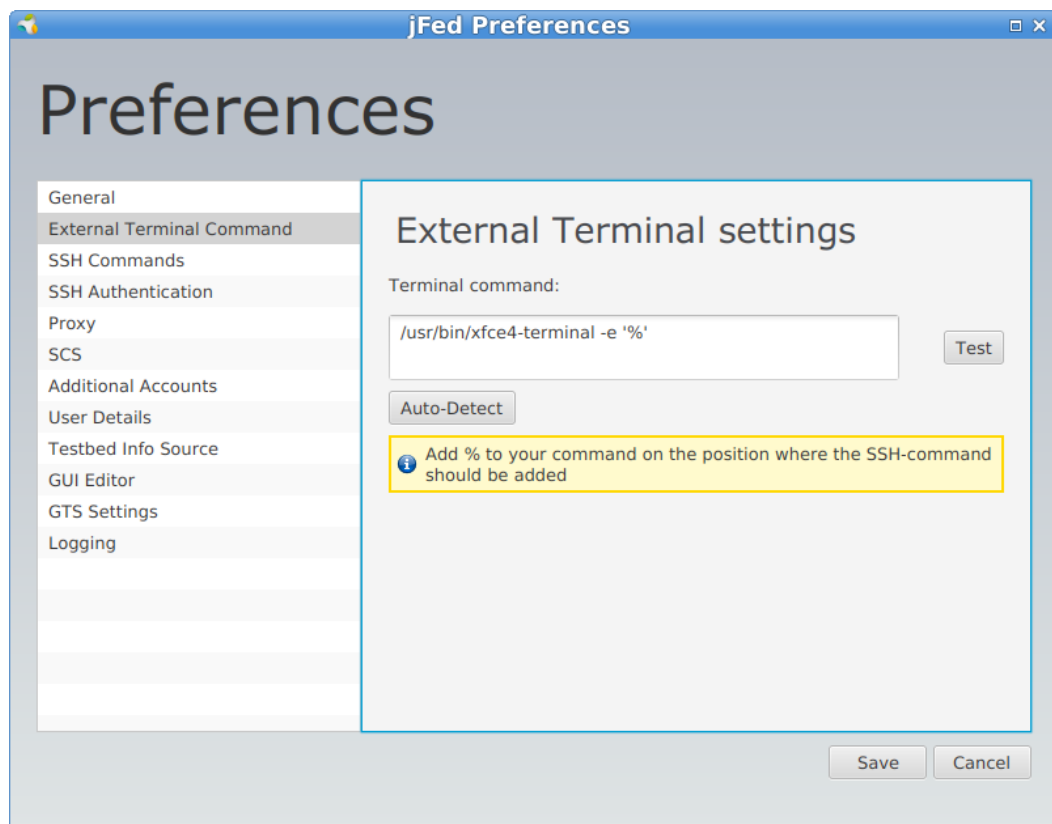 jFed Preferences
Preferences
General
External Terminal Command
SSH Commands
SSH Authentication
Proxy
SCS
Additional Accounts
User Details
Testbed Info Source
GUI Editor
GTS Settings
Logging
External Terminal settings
Terminal command:
/usr/bin/xfce4-terminal -e '%'
Test
Auto-Detect
Add % to your command on the position where the SSH-command
should be added
Save
Cancel